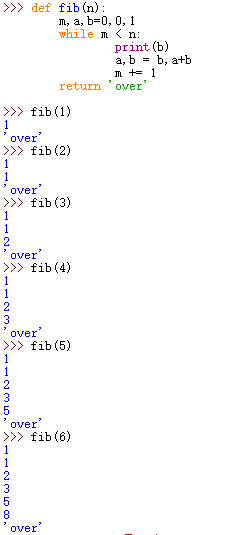 >>> def fib(n):
        m,a,b=0,0,1
        while m < n:
                print(b)
                a,b = b,a+b
                m += 1
        return 'over'

>>> fib(1)
1
'over'
>>> fib(2)
1
1
'over'
>>> fib(3)
1
1
2
'over'
>>> fib(4)
1
1
2
3
'over'
>>> fib(5)
1
1
2
3
5
'over'
>>> fib(6)
1
1
2
3
5
8
'over'